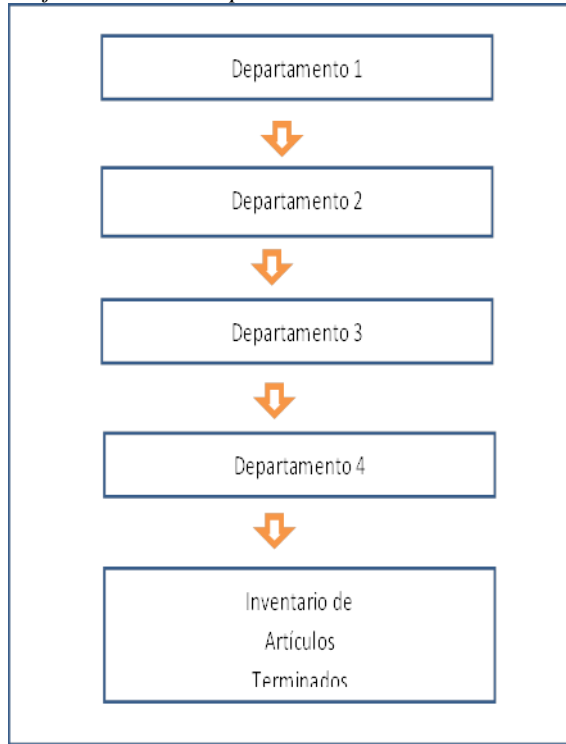 Departamento 1
Departamento 2
Departamento 3
Departamento 4
Inventario de
Artículos
Terminados